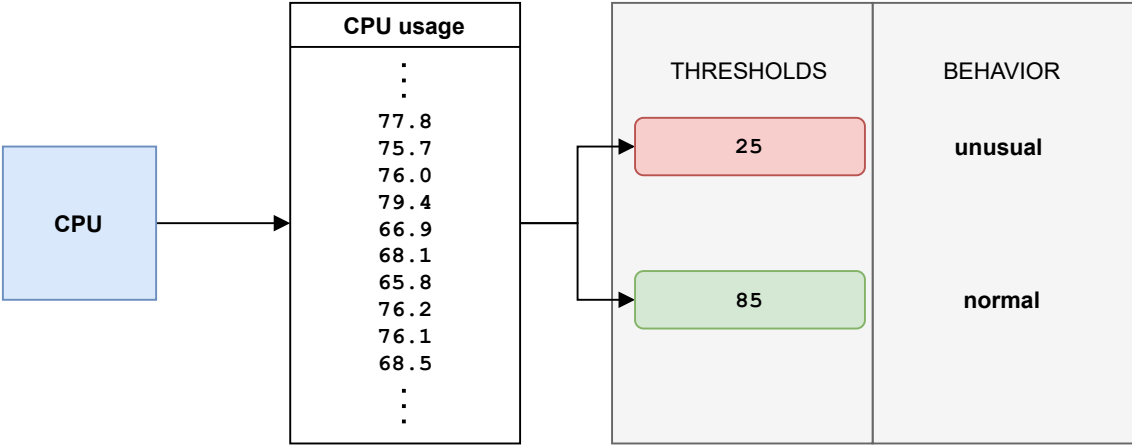 CPU
CPU usage
77.8
75.7
76.0
79.4
66.9
68.1
65.8
76.2
76.1
68.5
THRESHOLDS BEHAVIOR
25 unusual
85 normal